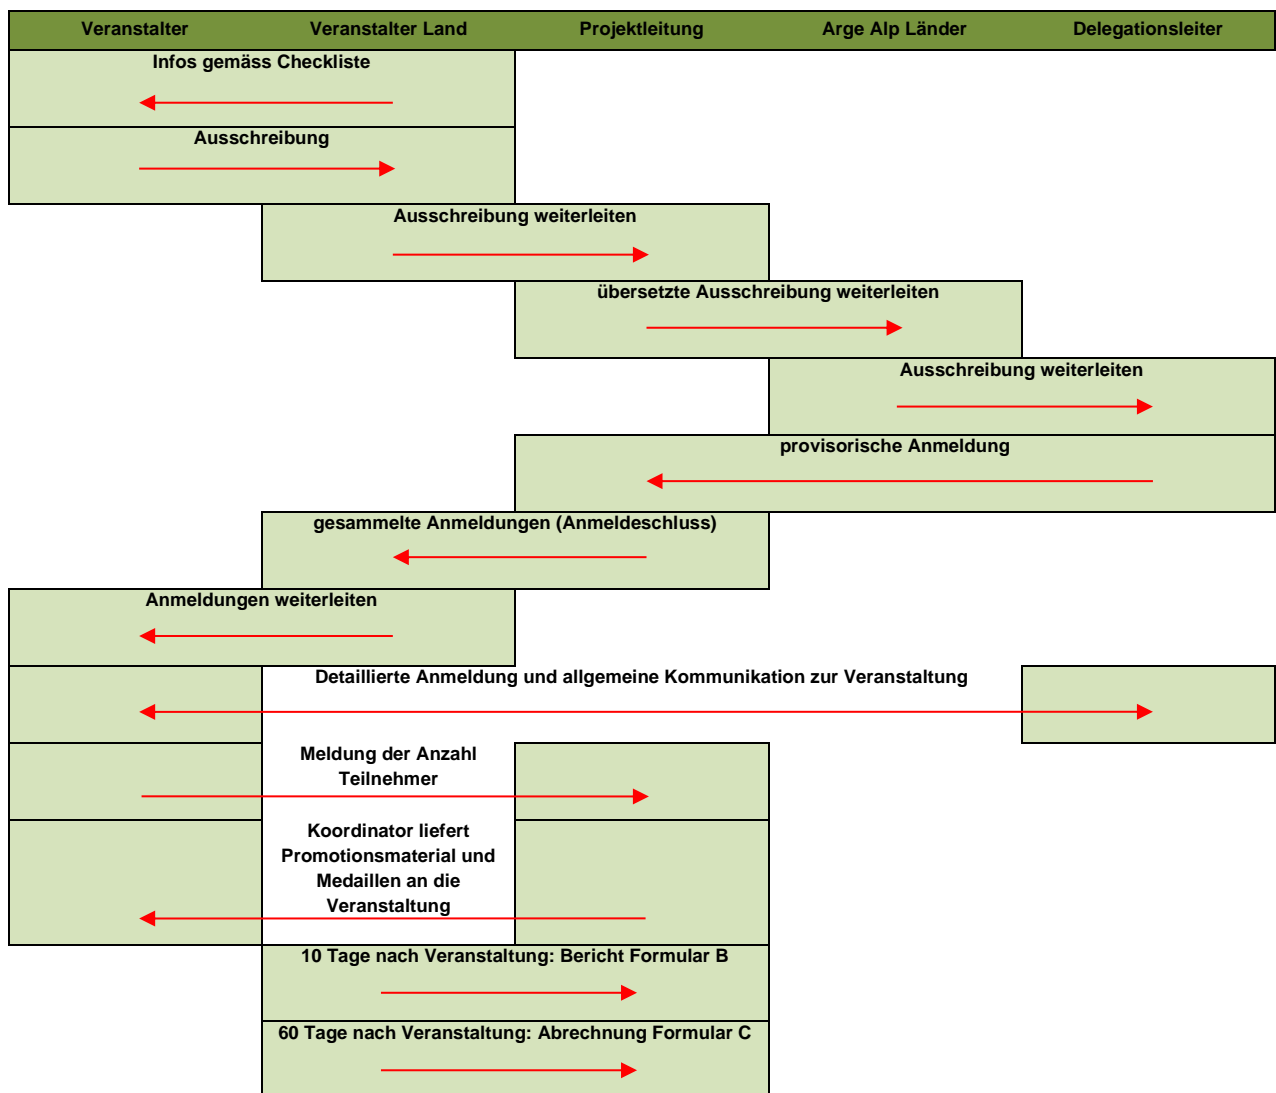 Veranstalter Veranstalter Land Projektleitung Arge Alp Länder Delegationsleiter
Infos gemäss Checkliste
Ausschreibung
Ausschreibung weiterleiten
übersetzte Ausschreibung weiterleiten
Ausschreibung weiterleiten
provisorische Anmeldung
gesammelte Anmeldungen (Anmeldeschluss)
Anmeldungen weiterleiten
Detaillierte Anmeldung und allgemeine Kommunikation zur Veranstaltung
Meldung der Anzahl
Teilnehmer
Koordinator liefert
Promotionsmaterial und
Medaillen an die
Veranstaltung
10 Tage nach Veranstaltung: Bericht Formular B
60 Tage nach Veranstaltung: Abrechnung Formular C